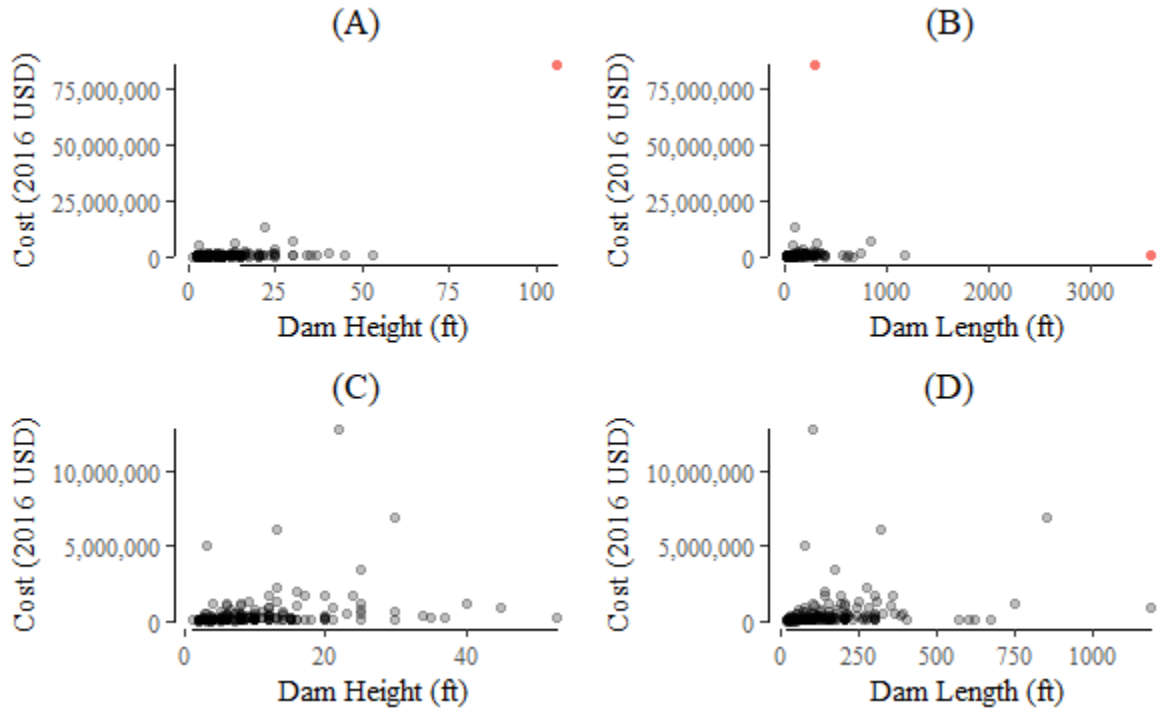 (A)
Cost (2016 USD)
75,000,000
50,000,000
25,000,000
0
0 25 50 75 100
Dam Height (ft)
(B)
Cost (2016 USD)
75,000,000
50,000,000
25,000,000
0
0 1000 2000 3000
Dam Length (ft)
(C)
Cost (2016 USD)
10,000,000
5,000,000
0
0 20 40
Dam Height (ft)
(D)
Cost (2016 USD)
10,000,000
5,000,000
0
0 250 500 750 1000
Dam Length (ft)